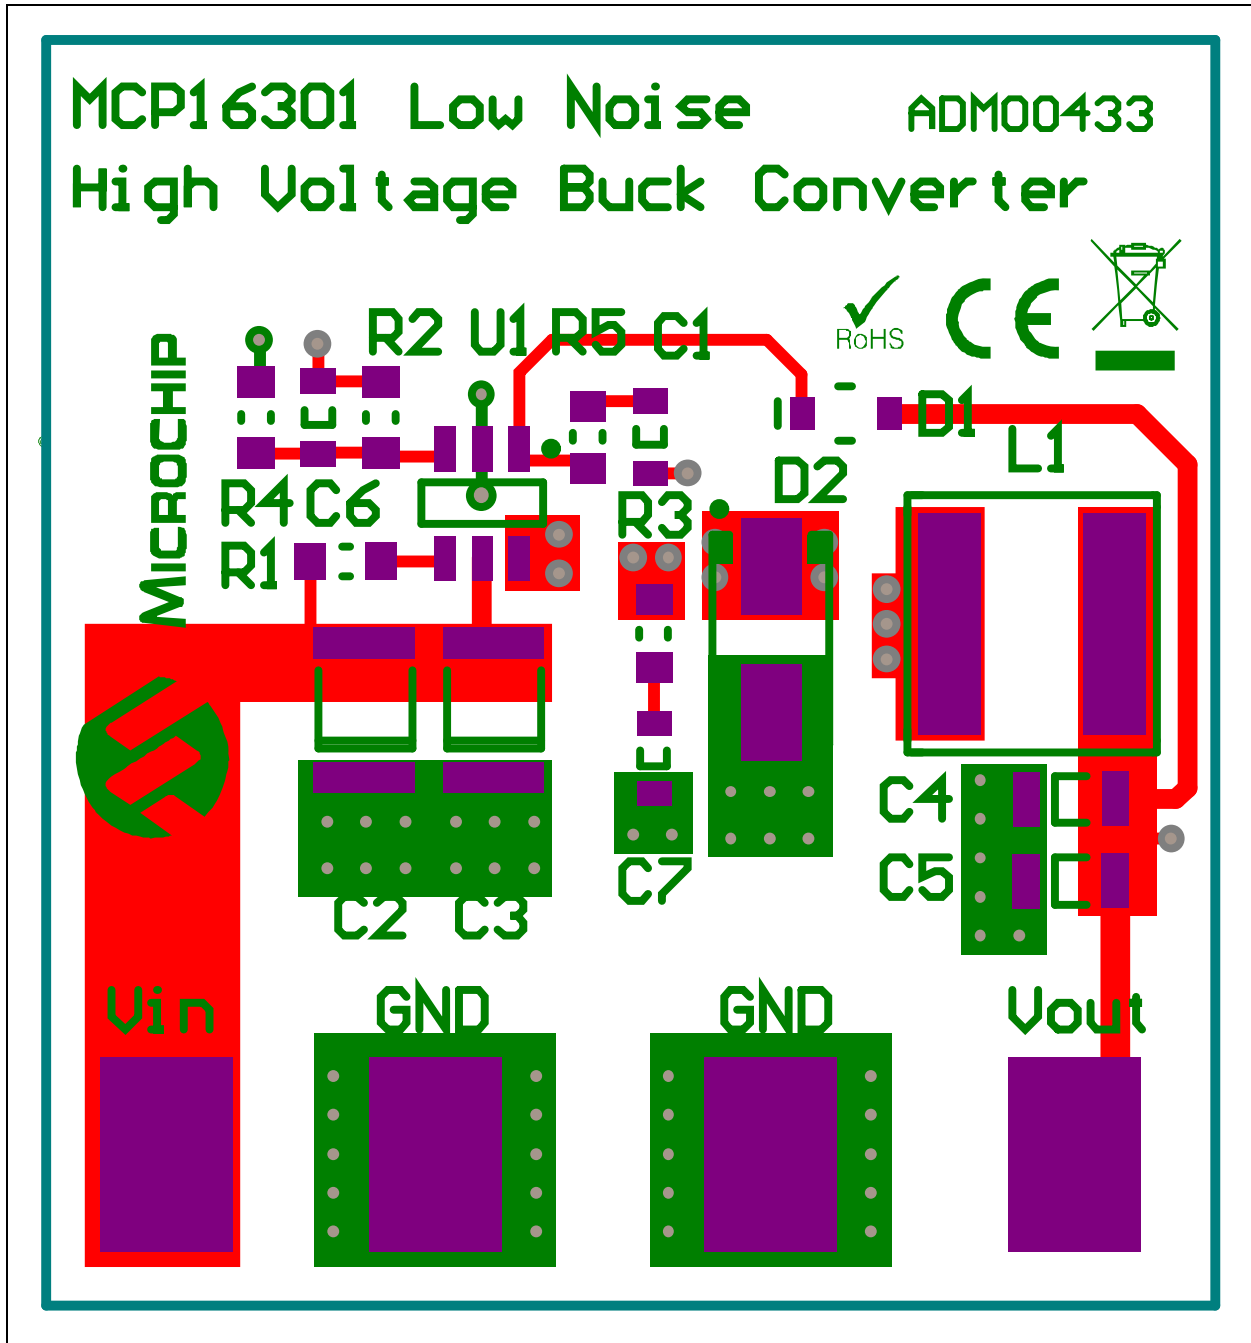 MCP16301 Low Noise
ADM00433
High Voltage Buck Converter
RoHS
CE
R2 U1 R5 C1
MICROCHIP
D1
L1
D2
R4 C6
R3
R1
C4
C5
C7
C2 C3
Vin
GND
GND
Vout